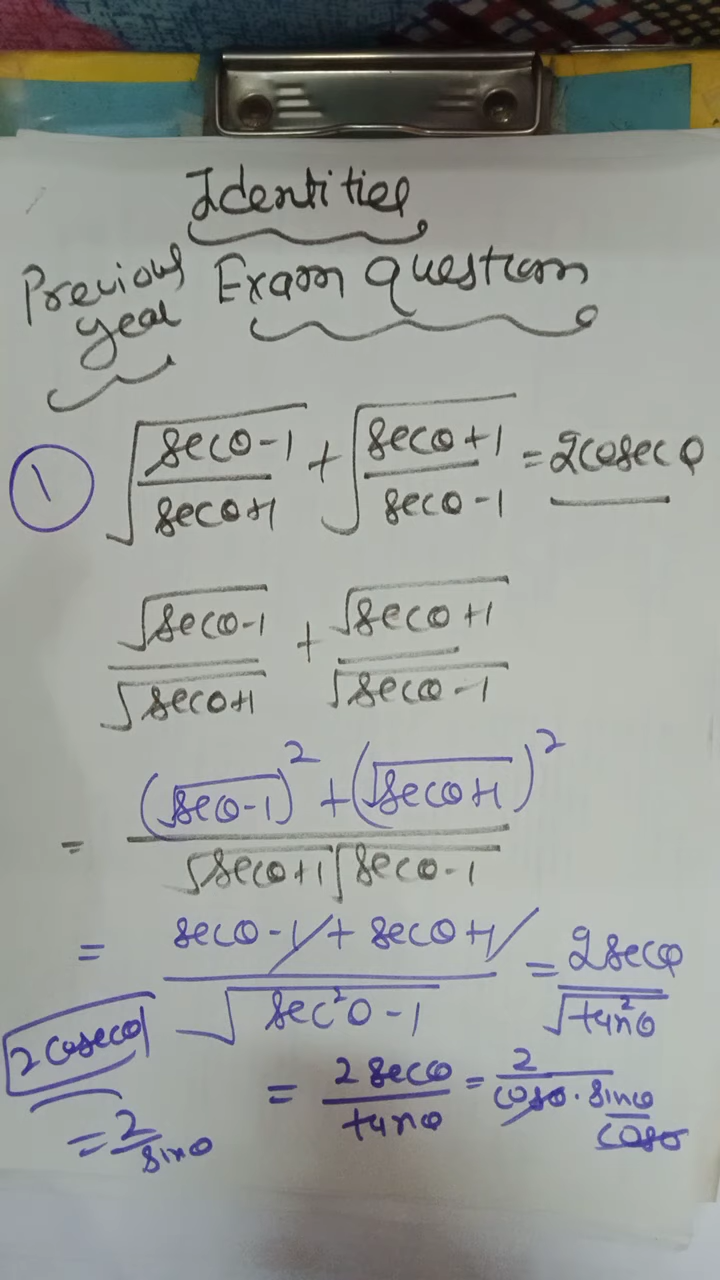 Identities
Previous year Exam question
① √((secθ-1)/(secθ+1)) + √((secθ+1)/(secθ-1)) = 2cosecθ
√(secθ-1)/√(secθ+1) + √(secθ+1)/√(secθ-1)
= ((√(secθ-1))² + (√(secθ+1))²)/(√(secθ+1)√(secθ-1))
= (secθ-1+secθ+1)/√(sec²θ-1) = 2secθ/√(tan²θ)
= 2secθ/tanθ = 2/(cosθ·sinθ/cosθ)
= 2/sinθ
2cosecθ